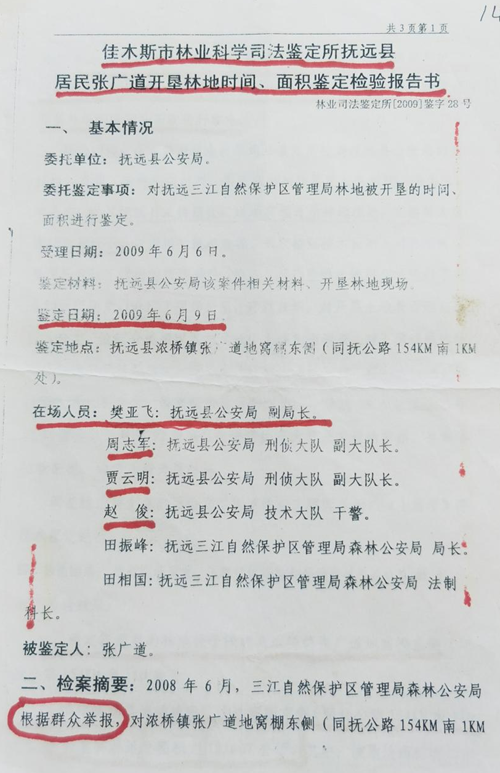 14
共3页第1页
佳木斯市林业科学司法鉴定所抚远县
居民张广道开垦林地时间、面积鉴定检验报告书
林业司法鉴定所[2009]鉴字28号
一、 基本情况
委托单位：抚远县公安局。
委托鉴定事项：对抚远三江自然保护区管理局林地被开垦的时间、
面积进行鉴定。
受理日期：2009年6月6日。
鉴定材料：抚远县公安局该案件相关材料、开垦林地现场。
鉴定日期：2009年6月9日。
鉴定地点：抚远县浓桥镇张广道地窝棚东侧（同抚公路154KM南1KM
处）。
在场人员：樊亚飞：抚远县公安局 副局长。
周志军：抚远县公安局 刑侦大队 副大队长。
贾云明：抚远县公安局 刑侦大队 副大队长。
赵 俊：抚远县公安局 技术大队 干警。
田振峰：抚远三江自然保护区管理局森林公安局 局长。
田相国：抚远三江自然保护区管理局森林公安局 法制
科长。
被鉴定人：张广道。
二、检案摘要：2008年6月，三江自然保护区管理局森林公安局
根据群众举报，对浓桥镇张广道地窝棚东侧（同抚公路154KM南1KM